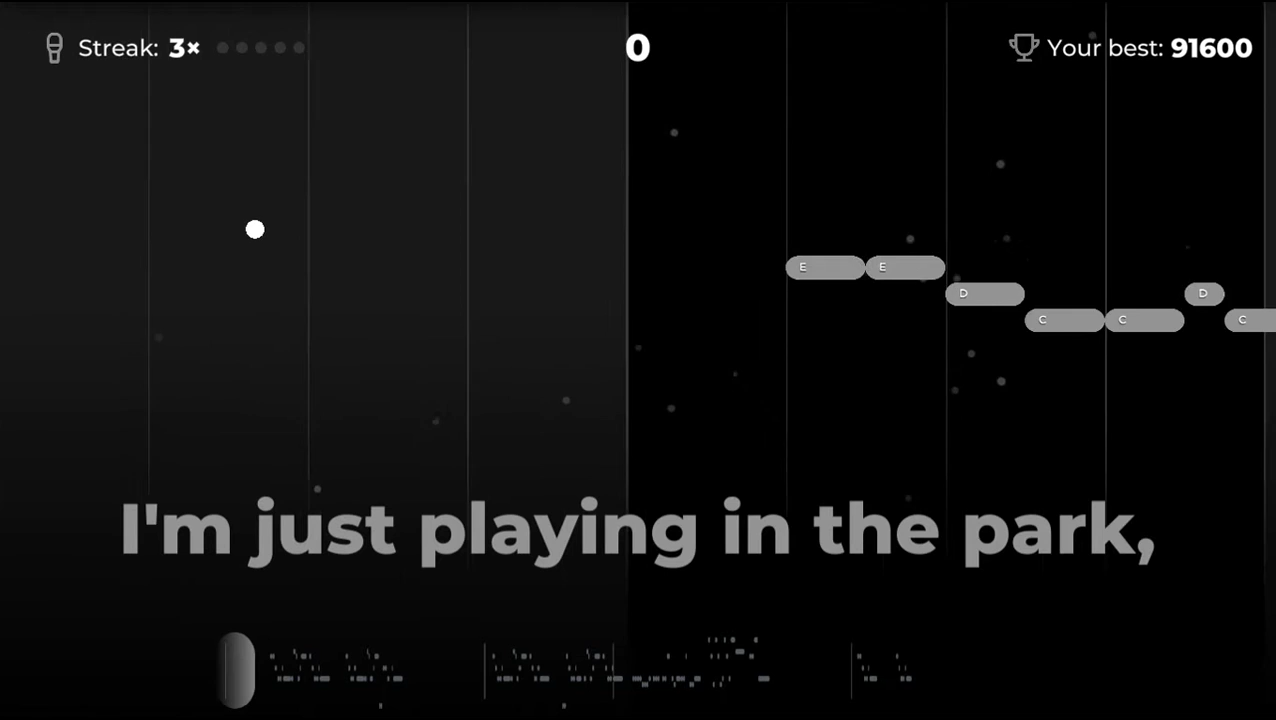 Streak: 3×
0
Your best: 91600
E E
D D
C C C
I'm just playing in the park,